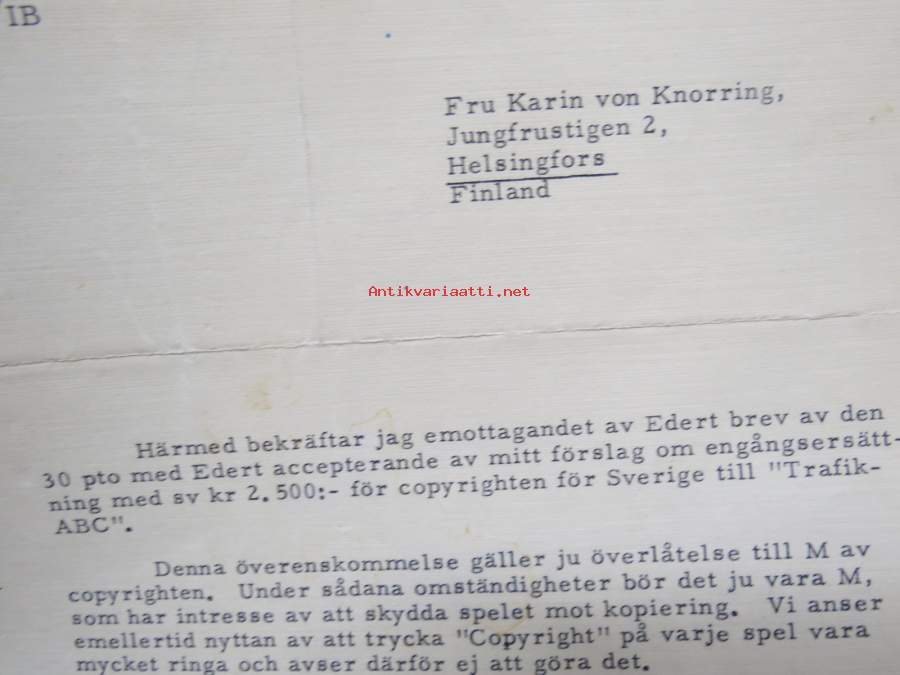 IB
Fru Karin von Knorring,
Jungfrustigen 2,
Helsingfors
Finland
Antikvariaatti.net
Härmed bekräftar jag emottagandet av Edert brev av den
30 pto med Edert accepterande av mitt förslag om engångsersätt-
ning med sv kr 2.500:- för copyrighten för Sverige till "Trafik-
ABC".
Denna överenskommelse gäller ju överlåtelse till M av
copyrighten. Under sådana omständigheter bör det ju vara M,
som har intresse av att skydda spelet mot kopiering. Vi anser
emellertid nyttan av att trycka "Copyright" på varje spel vara
mycket ringa och avser därför ej att göra det.